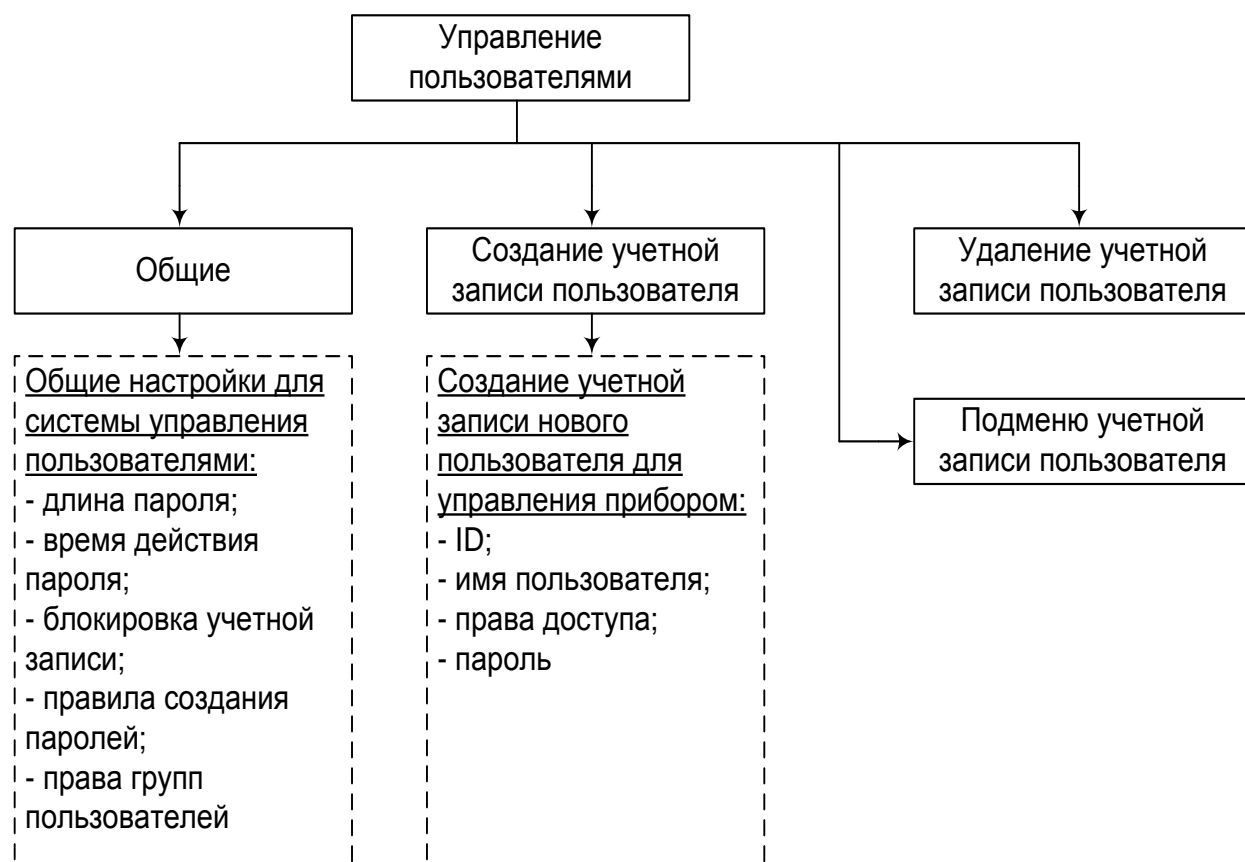 Управление
пользователями
Общие
Создание учетной
записи пользователя
Удаление учетной
записи пользователя
Подменю учетной
записи пользователя
Общие настройки для
системы управления
пользователями:
- длина пароля;
- время действия
пароля;
- блокировка учетной
записи;
- правила создания
паролей;
- права групп
пользователей
Создание учетной
записи нового
пользователя для
управления прибором:
- ID;
- имя пользователя;
- права доступа;
- пароль